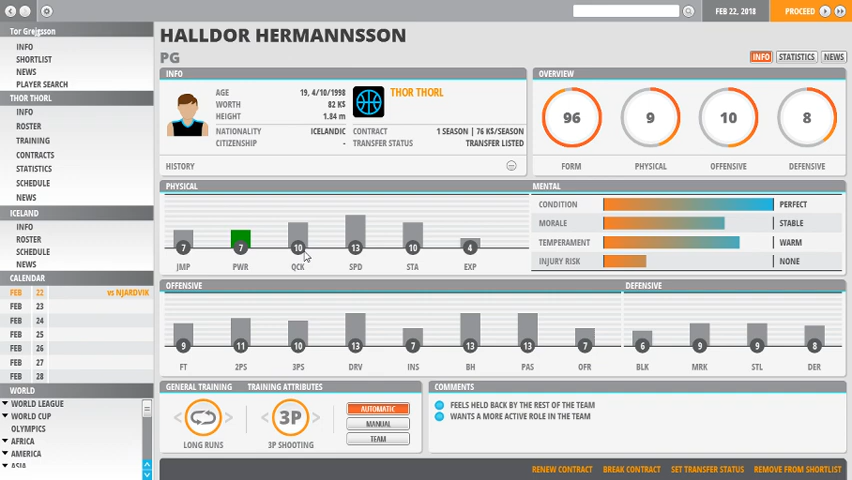 FEB 22, 2018
PROCEED
Tor Grejgsson
INFO
SHORTLIST
NEWS
PLAYER SEARCH
THOR THORL
INFO
ROSTER
TRAINING
CONTRACTS
STATISTICS
SCHEDULE
NEWS
ICELAND
INFO
ROSTER
SCHEDULE
NEWS
CALENDAR
FEB 22 vs NJARDVIK
FEB 23
FEB 24
FEB 25
FEB 26
FEB 27
FEB 28
WORLD
WORLD LEAGUE
WORLD CUP
OLYMPICS
AFRICA
AMERICA
ASIA
HALLDOR HERMANNSSON
PG
INFO STATISTICS NEWS
INFO
AGE 19, 4/10/1998
WORTH 82 K$
HEIGHT 1.84 m
NATIONALITY ICELANDIC
CITIZENSHIP -
THOR THORL
CONTRACT 1 SEASON | 76 K$/SEASON
TRANSFER STATUS TRANSFER LISTED
HISTORY
OVERVIEW
96 9 10 8
FORM PHYSICAL OFFENSIVE DEFENSIVE
PHYSICAL
7 7 10 13 10 4
JMP PWR QCK SPD STA EXP
MENTAL
CONDITION PERFECT
MORALE STABLE
TEMPERAMENT WARM
INJURY RISK NONE
OFFENSIVE
9 11 10 13 7 13 13 7
FT 2PS 3PS DRV INS BH PAS OFR
DEFENSIVE
6 9 9 8
BLK MRK STL DER
GENERAL TRAINING TRAINING ATTRIBUTES
3P
LONG RUNS 3P SHOOTING
AUTOMATIC
MANUAL
TEAM
COMMENTS
FEELS HELD BACK BY THE REST OF THE TEAM
WANTS A MORE ACTIVE ROLE IN THE TEAM
RENEW CONTRACT BREAK CONTRACT SET TRANSFER STATUS REMOVE FROM SHORTLIST